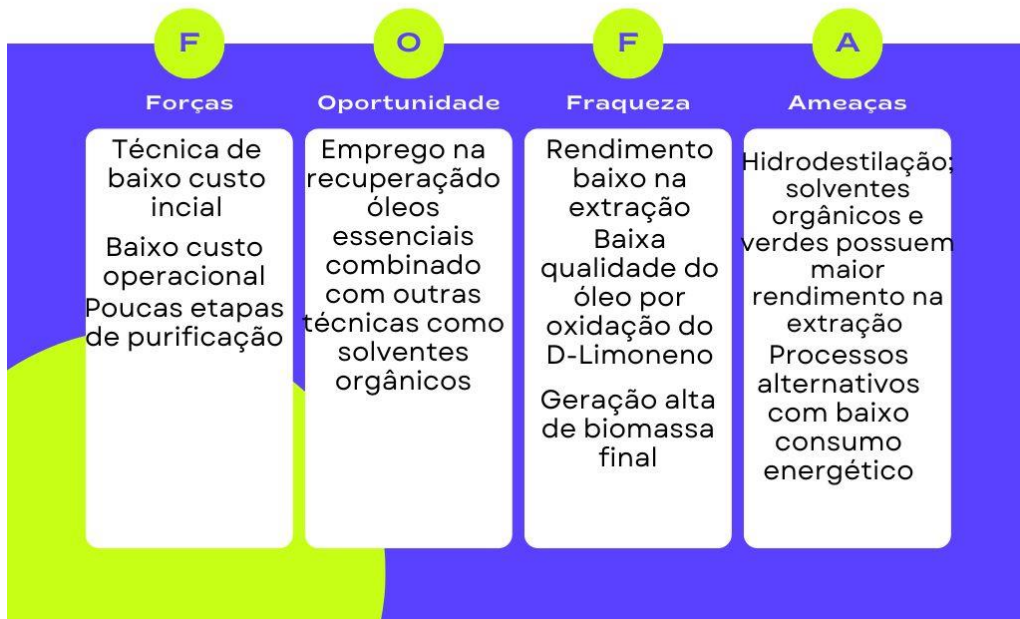 F
Forças
Técnica de
baixo custo
incial
Baixo custo
operacional
Poucas etapas
de purificação
O
Oportunidade
Emprego na
recuperaçãdo
óleos
essenciais
combinado
com outras
técnicas como
solventes
orgânicos
F
Fraqueza
Rendimento
baixo na
extração
Baixa
qualidade do
óleo por
oxidação do
D-Limoneno
Geração alta
de biomassa
final
A
Ameaças
Hidrodestilação;
solventes
orgânicos e
verdes possuem
maior
rendimento na
extração
Processos
alternativos
com baixo
consumo
energético